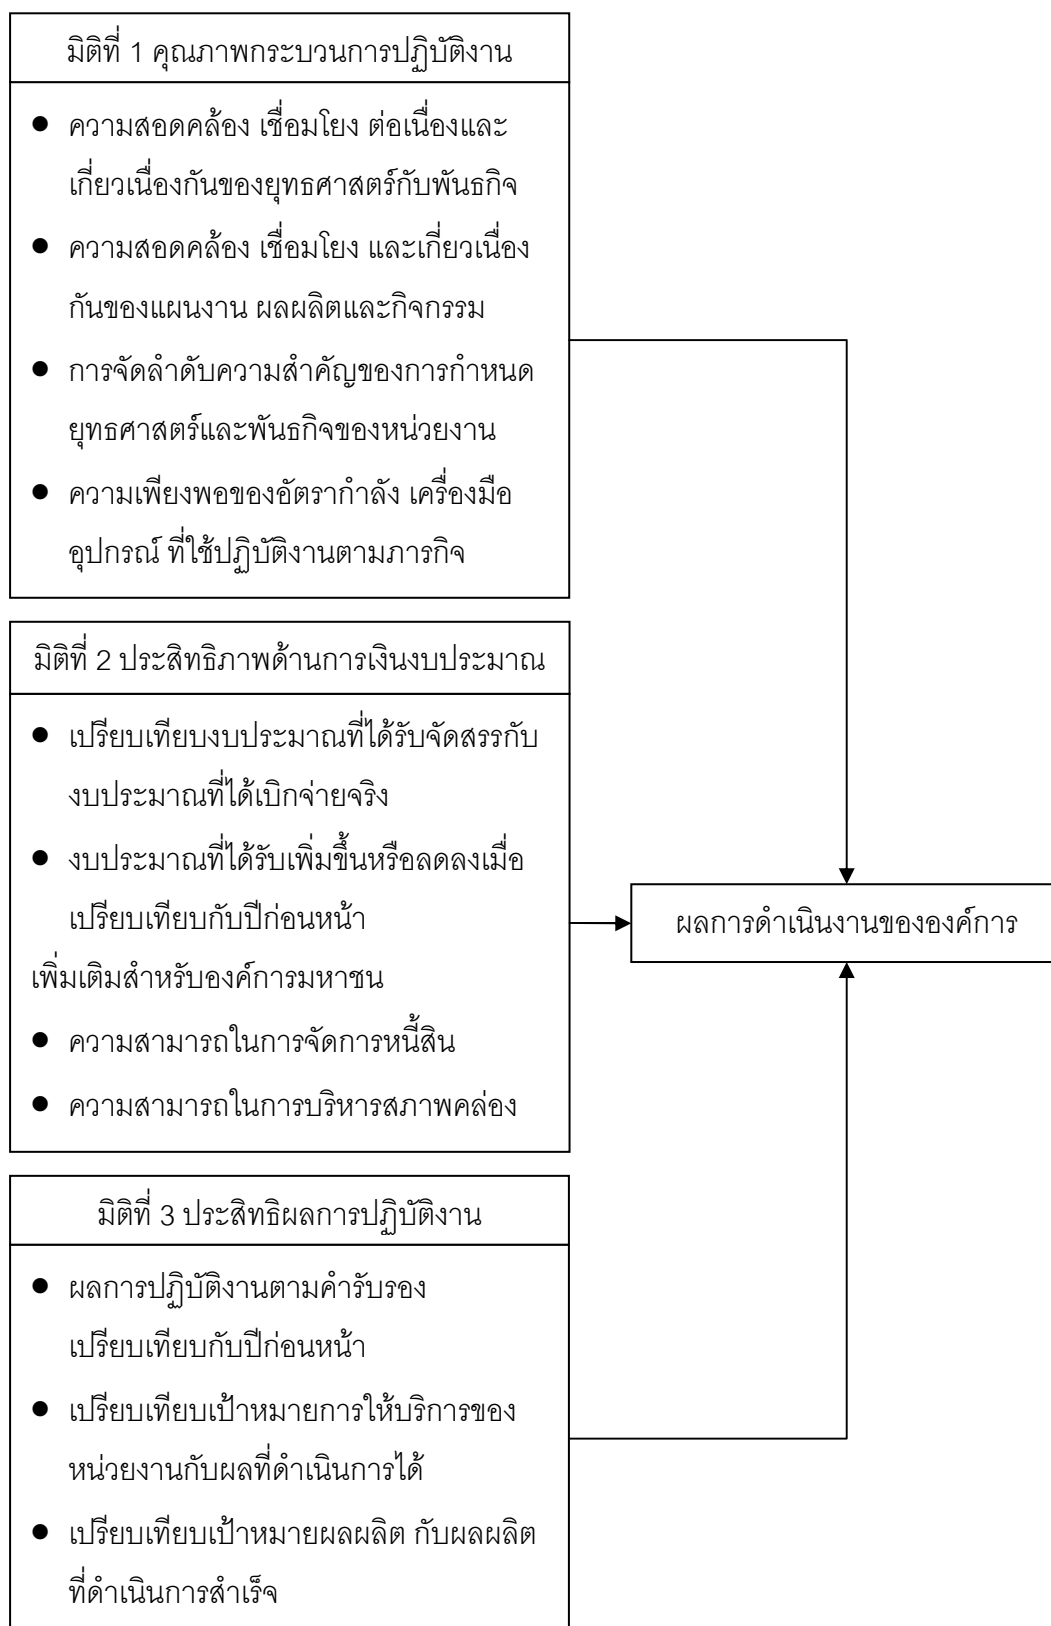 มิติที่ 1 คุณภาพกระบวนการปฏิบัติงาน
● ความสอดคล้อง เชื่อมโยง ต่อเนื่องและ
เกี่ยวเนื่องกันของยุทธศาสตร์กับพันธกิจ
● ความสอดคล้อง เชื่อมโยง และเกี่ยวเนื่อง
กันของแผนงาน ผลผลิตและกิจกรรม
● การจัดลำดับความสำคัญของการกำหนด
ยุทธศาสตร์และพันธกิจของหน่วยงาน
● ความเพียงพอของอัตรากำลัง เครื่องมือ
อุปกรณ์ ที่ใช้ปฏิบัติงานตามภารกิจ
มิติที่ 2 ประสิทธิภาพด้านการเงินงบประมาณ
● เปรียบเทียบงบประมาณที่ได้รับจัดสรรกับ
งบประมาณที่ได้เบิกจ่ายจริง
● งบประมาณที่ได้รับเพิ่มขึ้นหรือลดลงเมื่อ
เปรียบเทียบกับปีก่อนหน้า
เพิ่มเติมสำหรับองค์การมหาชน
● ความสามารถในการจัดการหนี้สิน
● ความสามารถในการบริหารสภาพคล่อง
ผลการดำเนินงานขององค์การ
มิติที่ 3 ประสิทธิผลการปฏิบัติงาน
● ผลการปฏิบัติงานตามคำรับรอง
เปรียบเทียบกับปีก่อนหน้า
● เปรียบเทียบเป้าหมายการให้บริการของ
หน่วยงานกับผลที่ดำเนินการได้
● เปรียบเทียบเป้าหมายผลผลิต กับผลผลิต
ที่ดำเนินการสำเร็จ